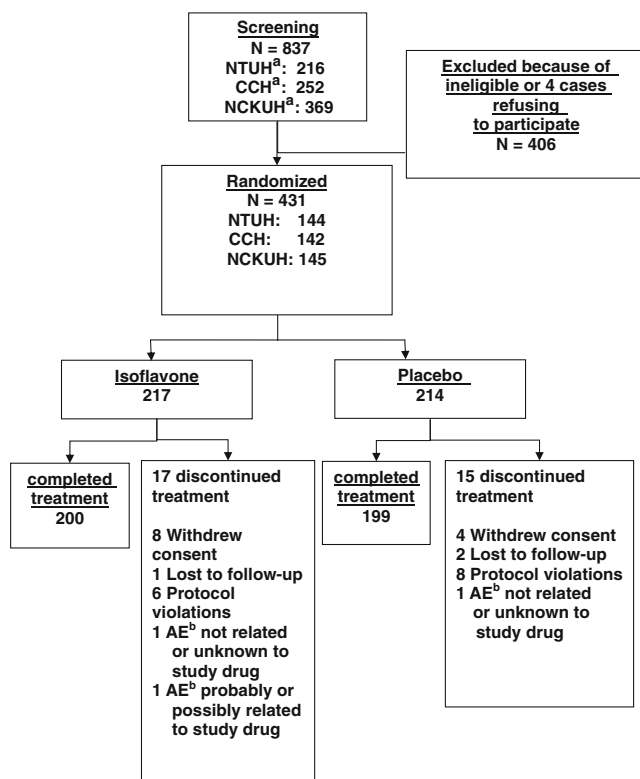 Screening
N = 837
NTUHa: 216
CCHa: 252
NCKUHa: 369
Excluded because of
ineligible or 4 cases
refusing
to participate
N = 406
Randomized
N = 431
NTUH: 144
CCH: 142
NCKUH: 145
Isoflavone
217
Placebo
214
completed
treatment
200
17 discontinued
treatment
8 Withdrew
consent
1 Lost to follow-up
6 Protocol
violations
1 AEb not related
or unknown to
study drug
1 AEb probably or
possibly related
to study drug
completed
treatment
199
15 discontinued
treatment
4 Withdrew consent
2 Lost to follow-up
8 Protocol violations
1 AEb not related
or unknown to
study drug